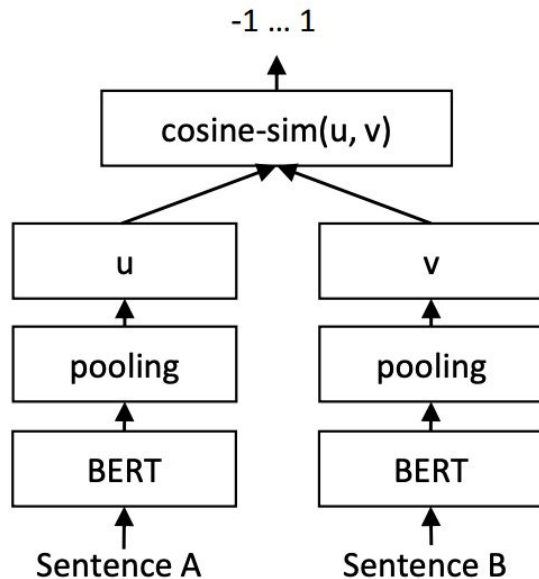 -1 ... 1
cosine-sim(u, v)
u v
pooling pooling
BERT BERT
Sentence A Sentence B